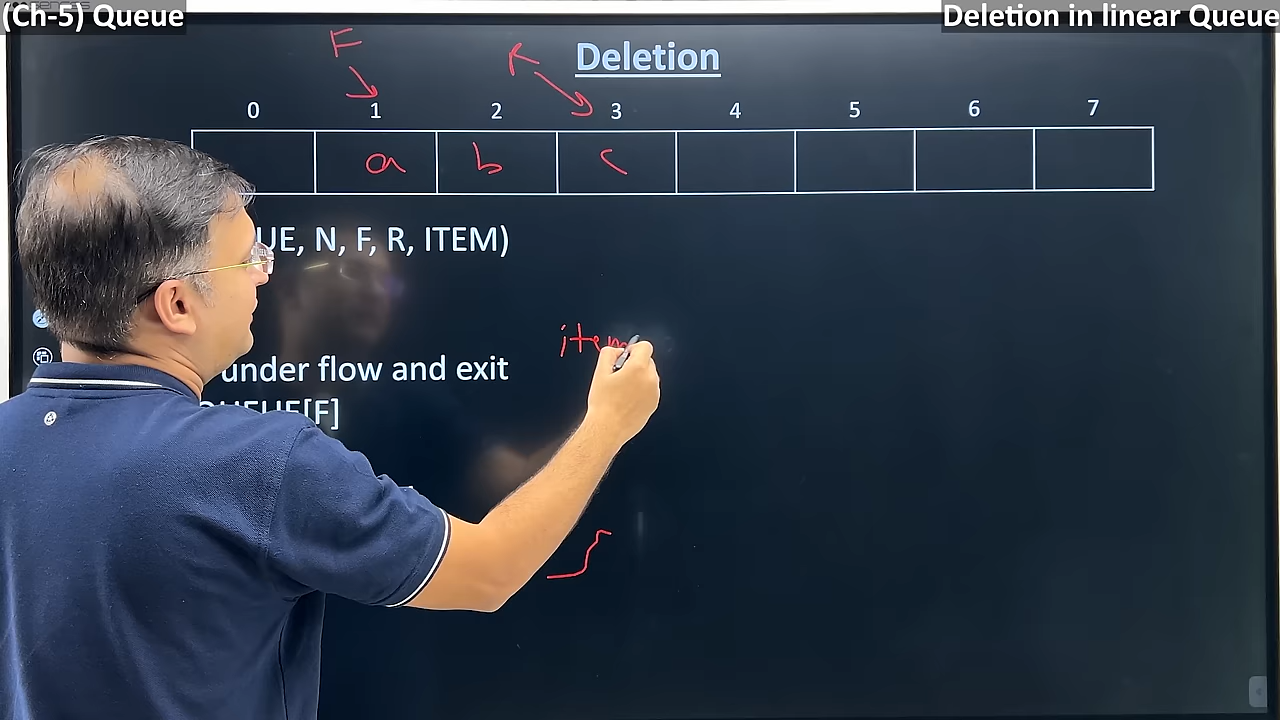 (Ch-5) Queue
Deletion in linear Queue
F
R
Deletion
0 1 2 3 4 5 6 7
a b c
UE, N, F, R, ITEM)
item
under flow and exit
QUEUE[F]